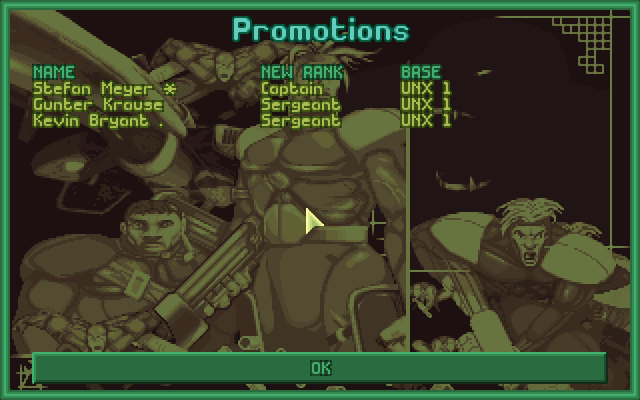 Promotions
NAME NEW RANK BASE
Stefan Meyer * Captain UNX 1
Gunter Krause Sergeant UNX 1
Kevin Bryant . Sergeant UNX 1
OK